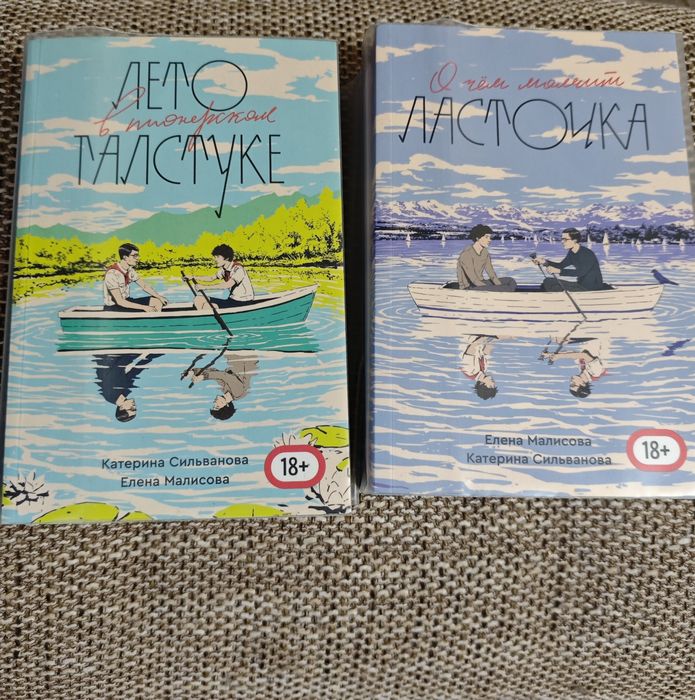 ЛЕТО
в пионерском
ГАЛСТУКЕ
Катерина Сильванова
Елена Малисова
18+
О чём молчит
ЛАСТОЧКА
Елена Малисова
Катерина Сильванова
18+